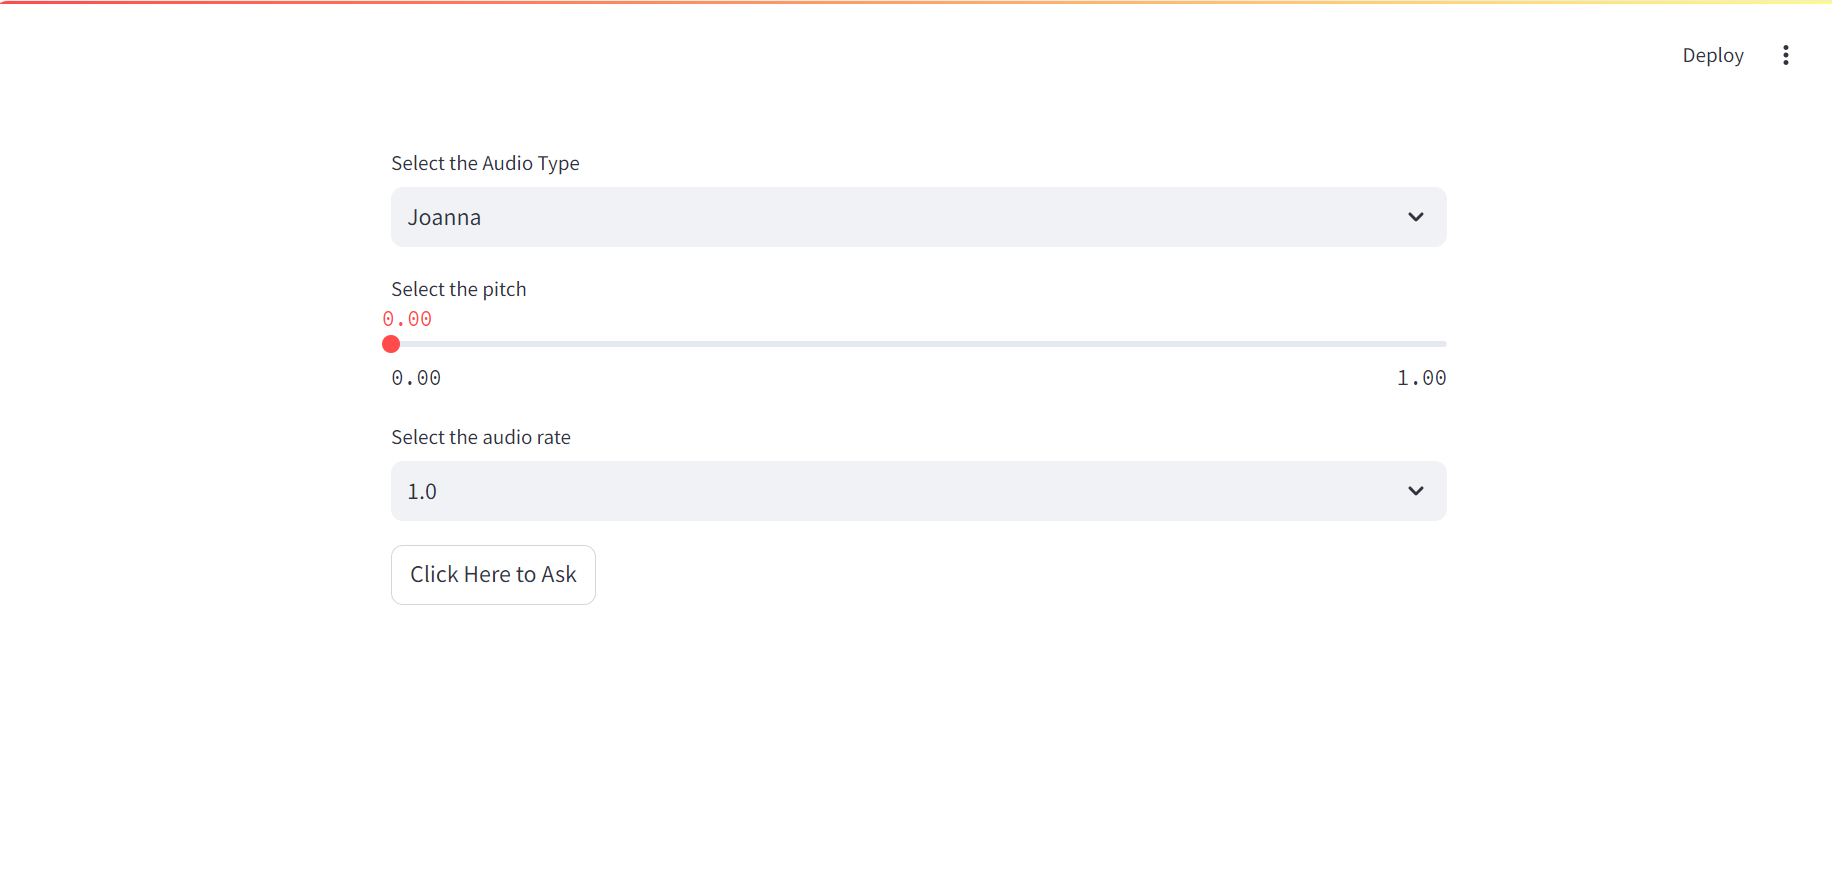 Deploy
Select the Audio Type
Joanna
Select the pitch
0.00
0.00 1.00
Select the audio rate
1.0
Click Here to Ask